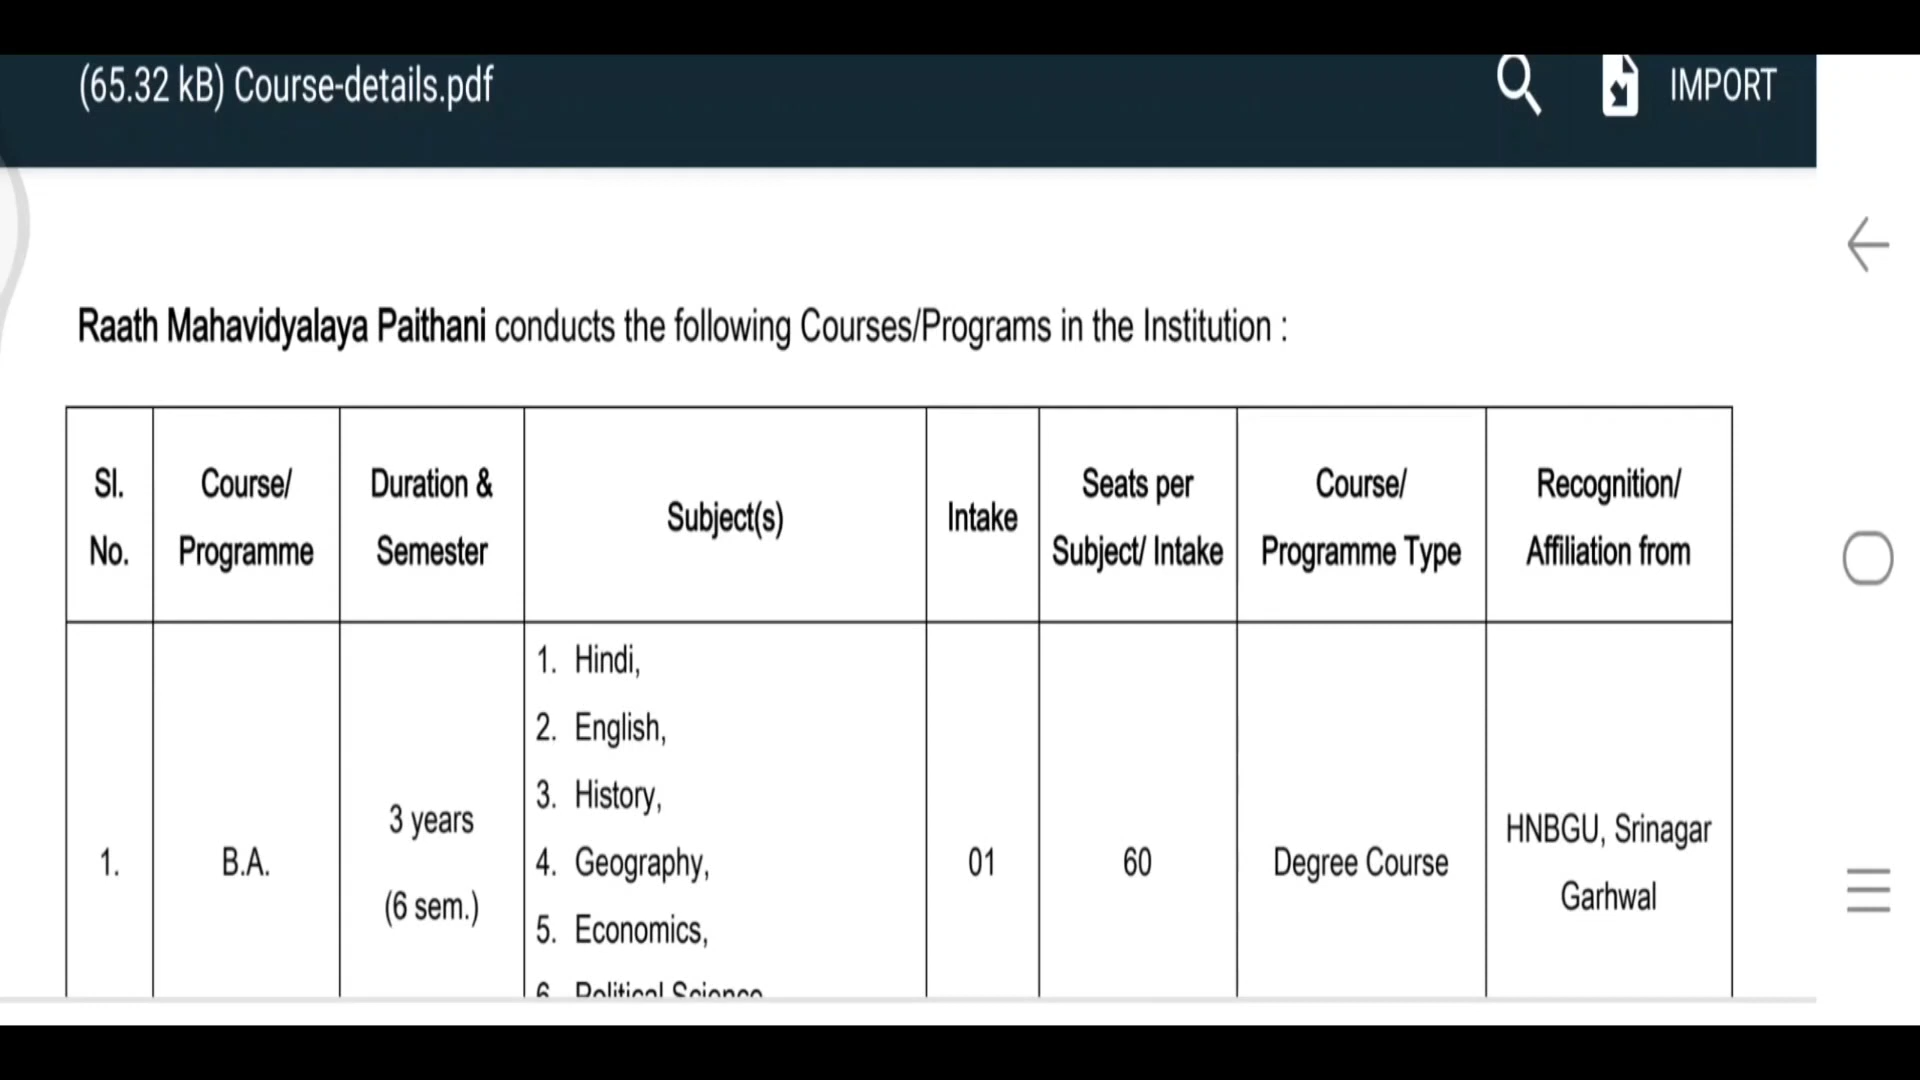 (65.32 kB) Course-details.pdf
IMPORT
Raath Mahavidyalaya Paithani conducts the following Courses/Programs in the Institution :
Sl. No.
Course/ Programme
Duration & Semester
Subject(s)
Intake
Seats per Subject/ Intake
Course/ Programme Type
Recognition/ Affiliation from
1.
B.A.
3 years
(6 sem.)
1. Hindi,
2. English,
3. History,
4. Geography,
5. Economics,
6 Political Science
01
60
Degree Course
HNBGU, Srinagar
Garhwal